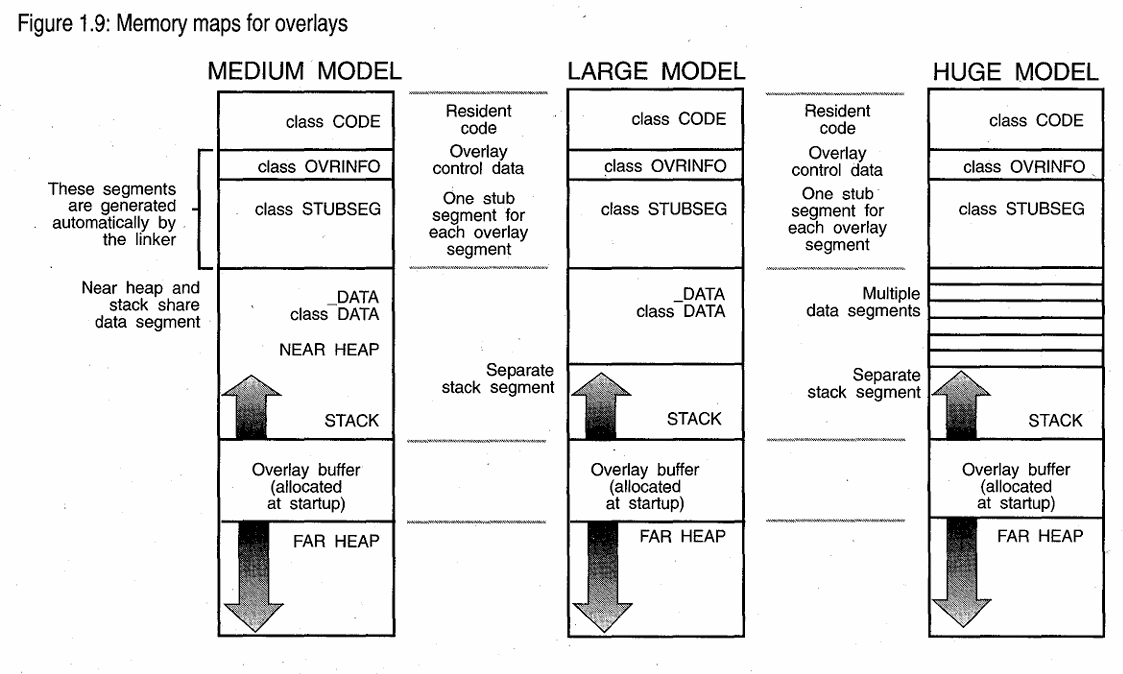 Figure 1.9: Memory maps for overlays
MEDIUM MODEL
LARGE MODEL
HUGE MODEL
class CODE
class OVRINFO
class STUBSEG
_DATA
class DATA
NEAR HEAP
STACK
Overlay buffer
(allocated
at startup)
FAR HEAP
These segments
are generated
automatically by
the linker
Near heap and
stack share
data segment
Resident
code
Overlay
control data
One stub
segment for
each overlay
segment
Separate
stack segment
class CODE
class OVRINFO
class STUBSEG
_DATA
class DATA
STACK
Overlay buffer
(allocated
at startup)
FAR HEAP
Resident
code
Overlay
control data
One stub
segment for
each overlay
segment
Multiple
data segments
Separate
stack segment
class CODE
class OVRINFO
class STUBSEG
STACK
Overlay buffer
(allocated
at startup)
FAR HEAP